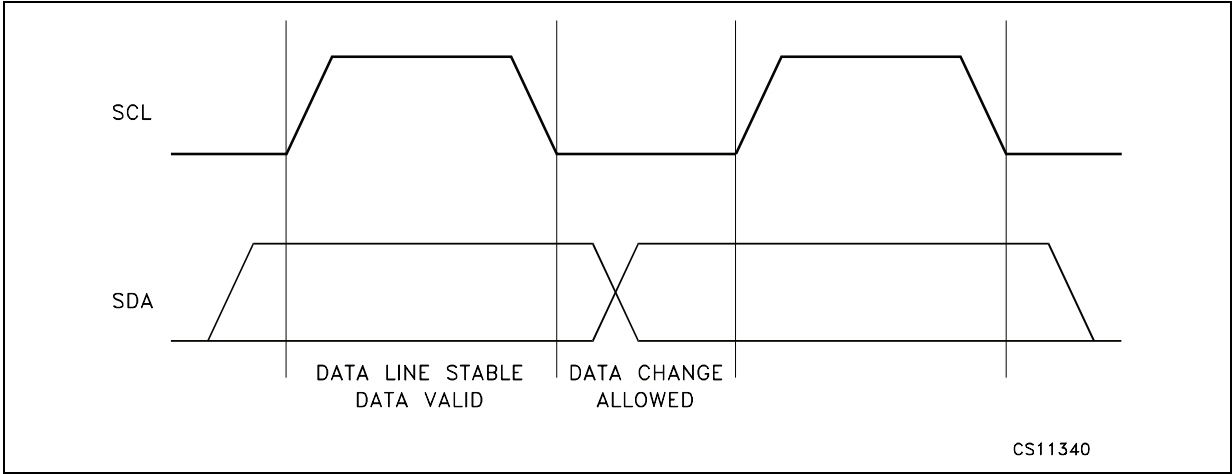 SCL
SDA
DATA LINE STABLE
DATA VALID
DATA CHANGE
ALLOWED
CS11340